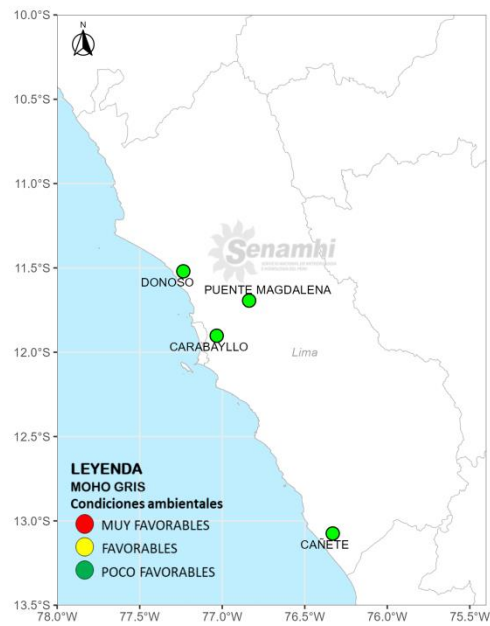 N
10.0°S
10.5°S
11.0°S
11.5°S
12.0°S
12.5°S
13.0°S
13.5°S
Senamhi
DONOSO
PUENTE MAGDALENA
CARABAYLLO
Lima
CAÑETE
LEYENDA
MOHO GRIS
Condiciones ambientales
MUY FAVORABLES
FAVORABLES
POCO FAVORABLES
78.0°W 77.5°W 77.0°W 76.5°W 76.0°W 75.5W